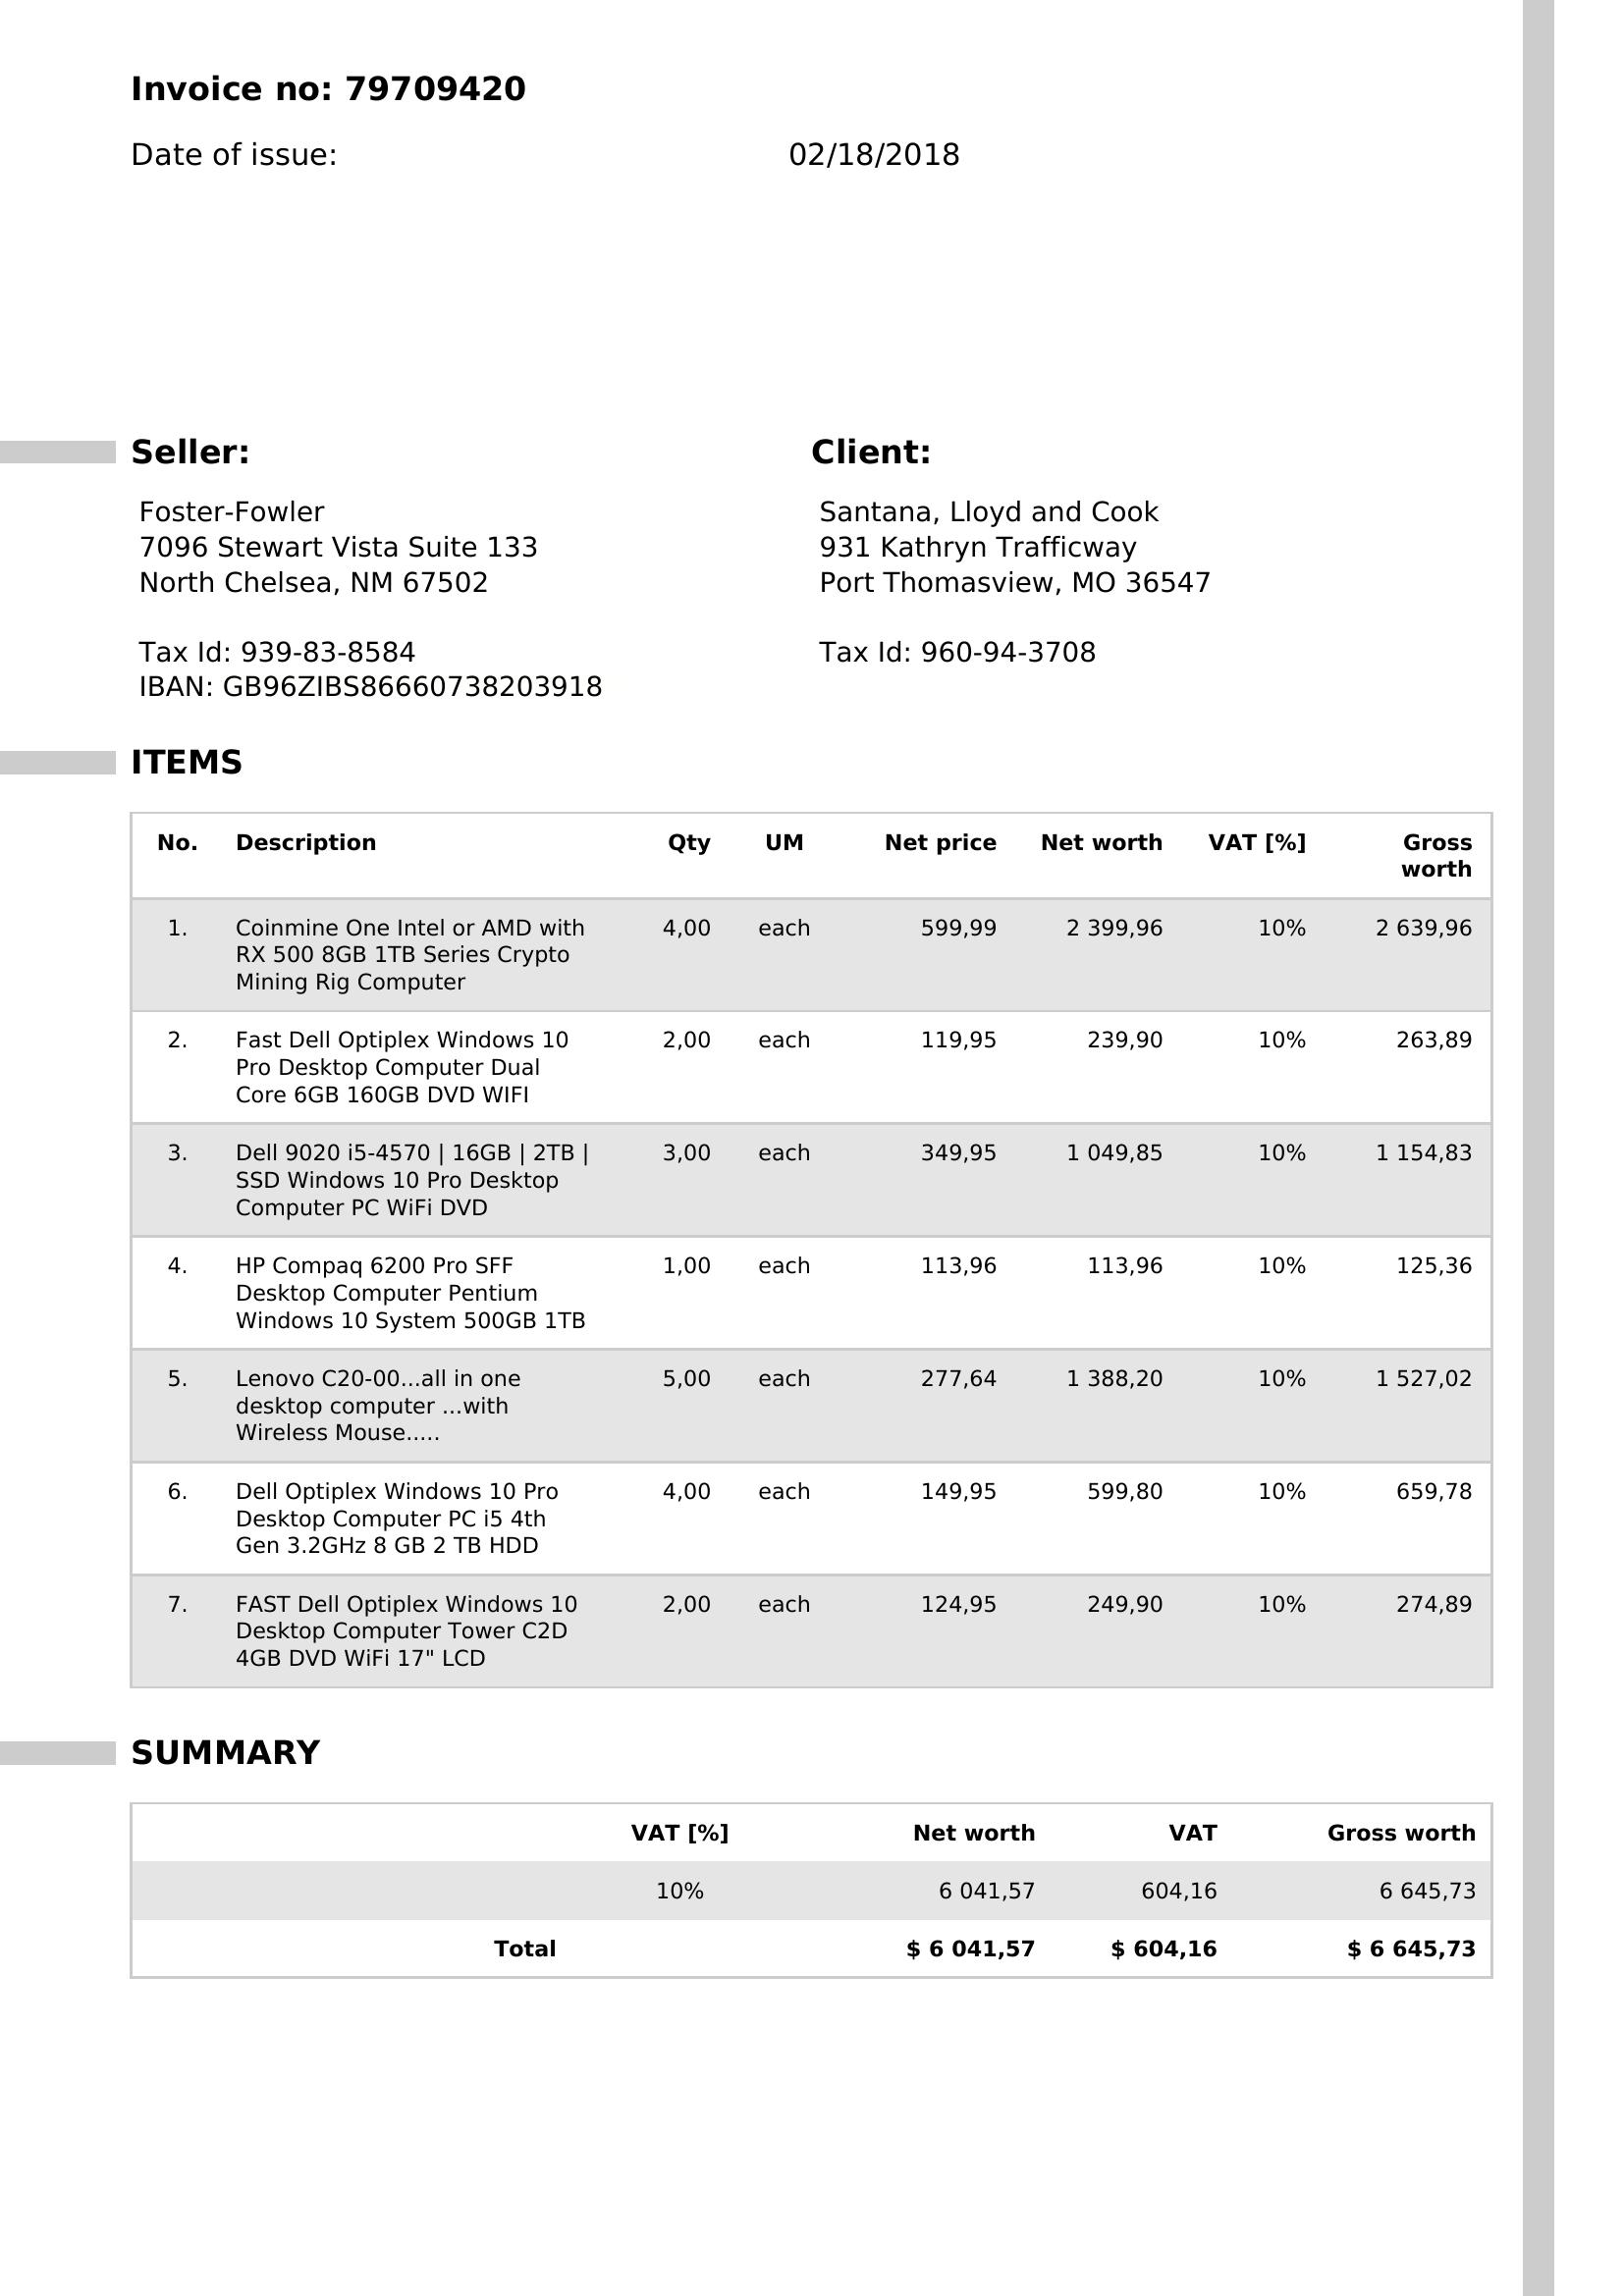 Invoice no: 79709420
Date of issue: 02/18/2018
Seller: Client:
Foster-Fowler Santana, Lloyd and Cook
7096 Stewart Vista Suite 133 931 Kathryn Trafficway
North Chelsea, NM 67502 Port Thomasview, MO 36547
Tax Id: 939-83-8584 Tax Id: 960-94-3708
IBAN: GB96ZIBS86660738203918
ITEMS
No. Description Qty UM Net price Net worth VAT [%] Gross
worth
1. Coinmine One Intel or AMD with 4,00 each 599,99 2 399,96 10% 2 639,96
RX 500 8GB 1TB Series Crypto
Mining Rig Computer
2. Fast Dell Optiplex Windows 10 2,00 each 119,95 239,90 10% 263,89
Pro Desktop Computer Dual
Core 6GB 160GB DVD WIFI
3. Dell 9020 i5-4570 | 16GB | 2TB | 3,00 each 349,95 1 049,85 10% 1 154,83
SSD Windows 10 Pro Desktop
Computer PC WiFi DVD
4. HP Compaq 6200 Pro SFF 1,00 each 113,96 113,96 10% 125,36
Desktop Computer Pentium
Windows 10 System 500GB 1TB
5. Lenovo C20-00...all in one 5,00 each 277,64 1 388,20 10% 1 527,02
desktop computer ...with
Wireless Mouse.....
6. Dell Optiplex Windows 10 Pro 4,00 each 149,95 599,80 10% 659,78
Desktop Computer PC i5 4th
Gen 3.2GHz 8 GB 2 TB HDD
7. FAST Dell Optiplex Windows 10 2,00 each 124,95 249,90 10% 274,89
Desktop Computer Tower C2D
4GB DVD WiFi 17" LCD
SUMMARY
VAT [%] Net worth VAT Gross worth
10% 6 041,57 604,16 6 645,73
Total $ 6 041,57 $ 604,16 $ 6 645,73